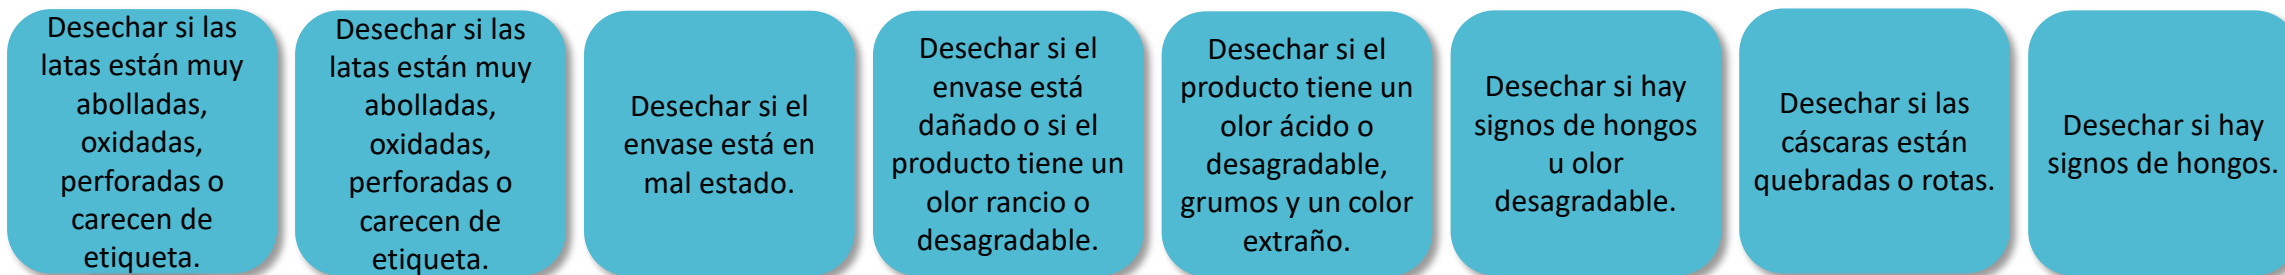 Desechar si las
latas están muy
abolladas,
oxidadas,
perforadas o
carecen de
etiqueta.
Desechar si las
latas están muy
abolladas,
oxidadas,
perforadas o
carecen de
etiqueta.
Desechar si el
envase está en
mal estado.
Desechar si el
envase está
dañado o si el
producto tiene un
olor rancio o
desagradable.
Desechar si el
producto tiene un
olor ácido o
desagradable,
grumos y un color
extraño.
Desechar si hay
signos de hongos
u olor
desagradable.
Desechar si las
cáscaras están
quebradas o rotas.
Desechar si hay
signos de hongos.